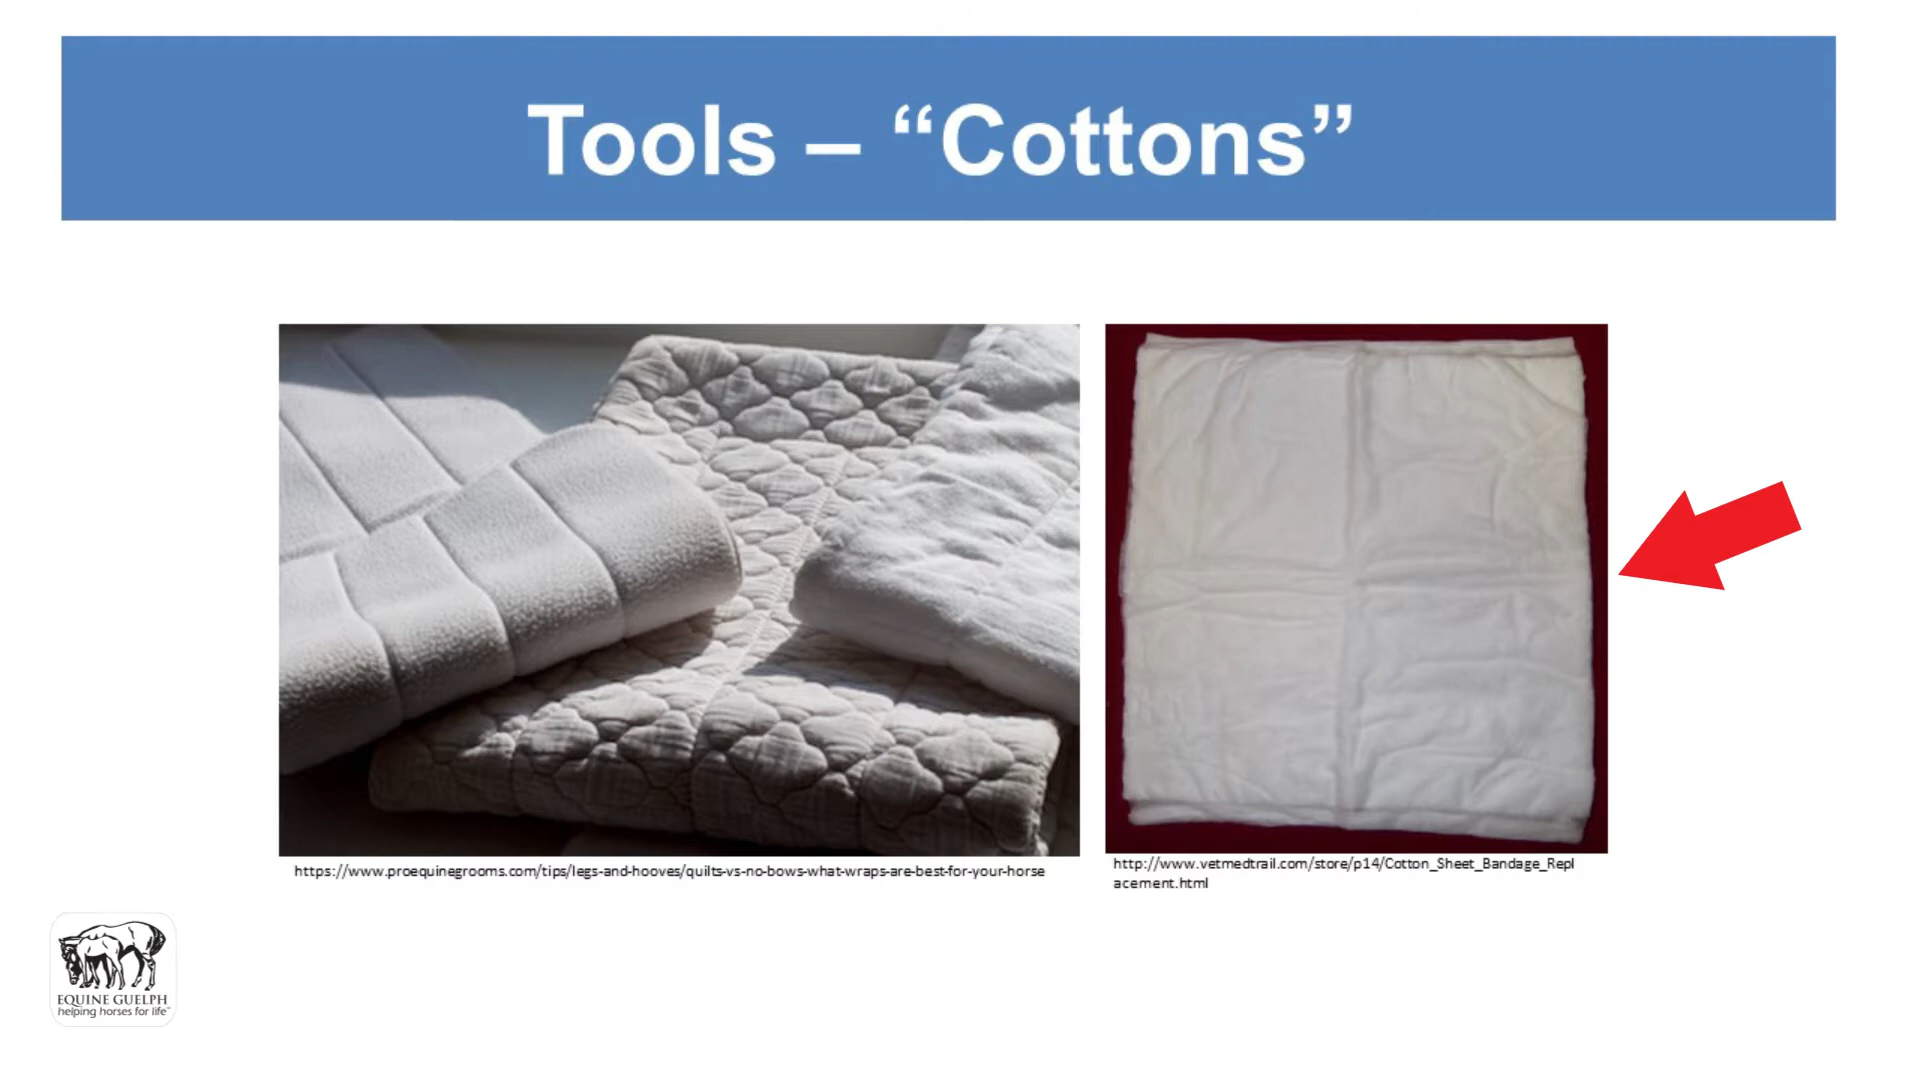 Tools – “Cottons”
https://www.proequinegrooms.com/tips/legs-and-hooves/quilts-vs-no-bows-what-wraps-are-best-for-your-horse
http://www.vetmedtrail.com/store/p14/Cotton_Sheet_Bandage_Repl
acement.html
EQUINE GUELPH
helping horses for life™